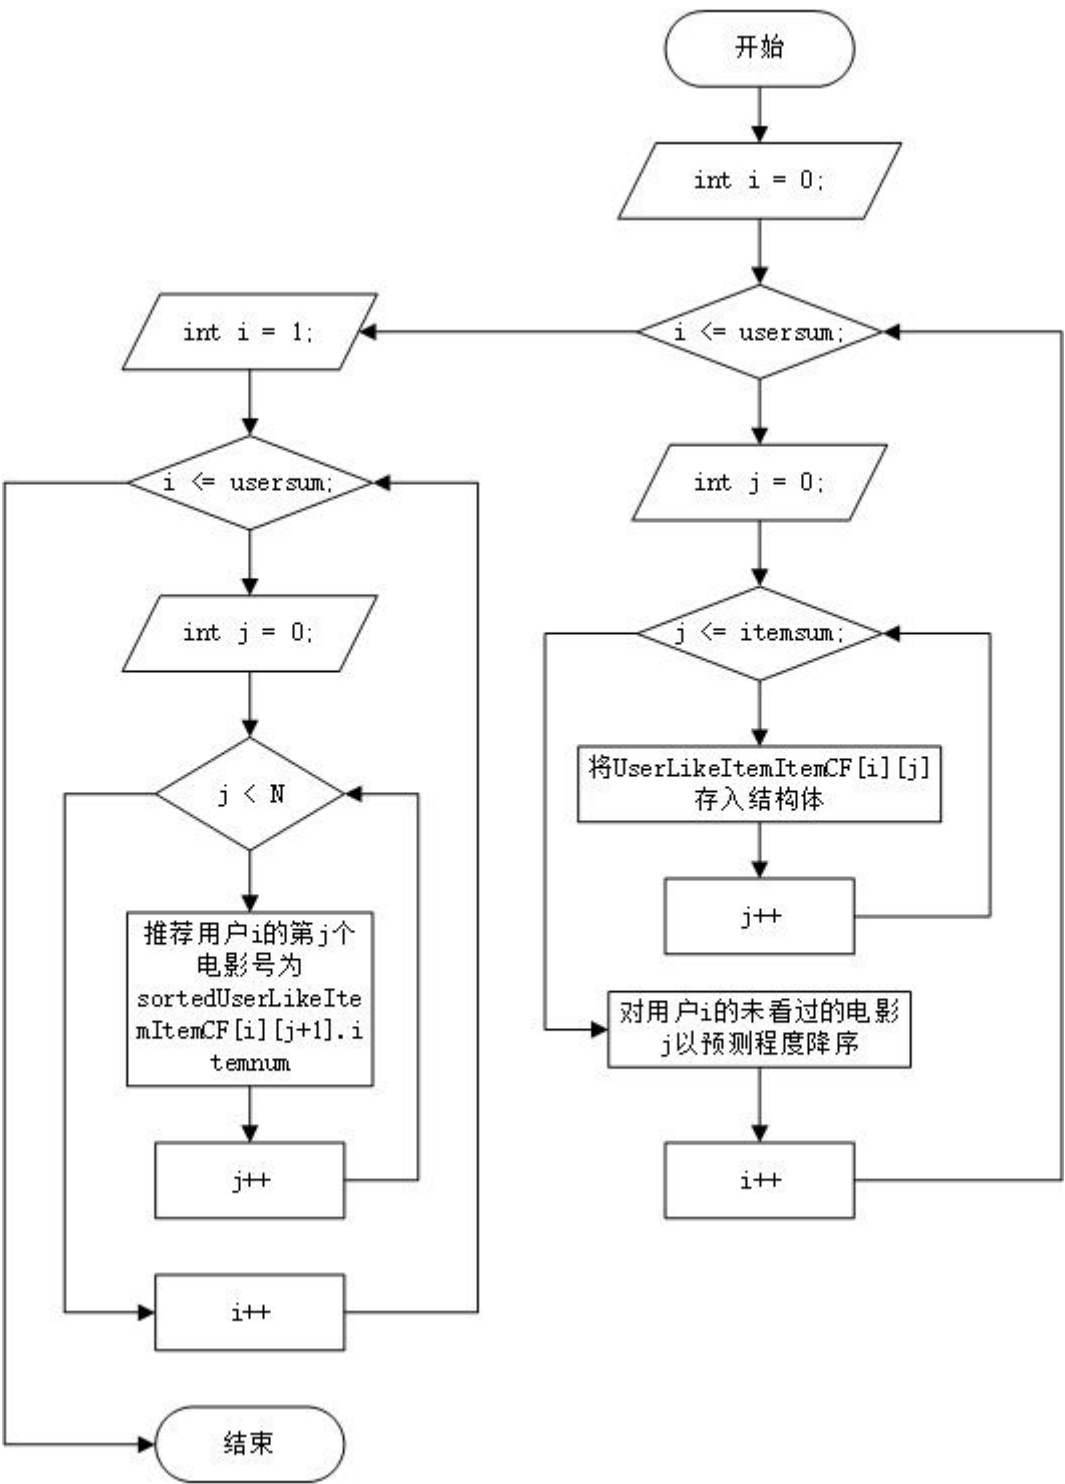 开始
int i = 0;
i <= usersum;
int j = 0;
j <= itemsum;
将UserLikeItemItemCF[i][j]
存入结构体
j++
对用户i的未看过的电影
j以预测程度降序
i++
int i = 1;
i <= usersum;
int j = 0;
j < N
推荐用户i的第j个
电影号为
sortedUserLikeIte
mItemCF[i][j+1].i
temnum
j++
i++
结束